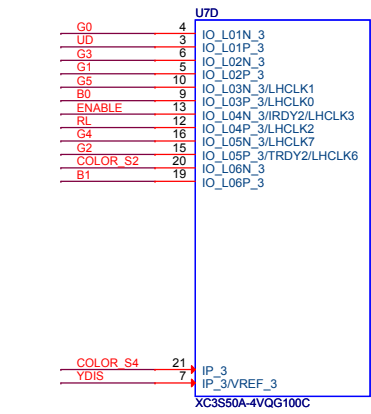 U7D
G0 4 IO_L01N_3
UD 3 IO_L01P_3
G3 6 IO_L02N_3
G1 5 IO_L02P_3
G5 10 IO_L03N_3/LHCLK1
B0 9 IO_L03P_3/LHCLK0
ENABLE 13 IO_L04N_3/IRDY2/LHCLK3
RL 12 IO_L04P_3/LHCLK2
G4 16 IO_L05N_3/LHCLK7
G2 15 IO_L05P_3/TRDY2/LHCLK6
COLOR_S2 20 IO_L06N_3
B1 19 IO_L06P_3
COLOR_S4 21 IP_3
YDIS 7 IP_3/VREF_3
XC3S50A-4VQG100C